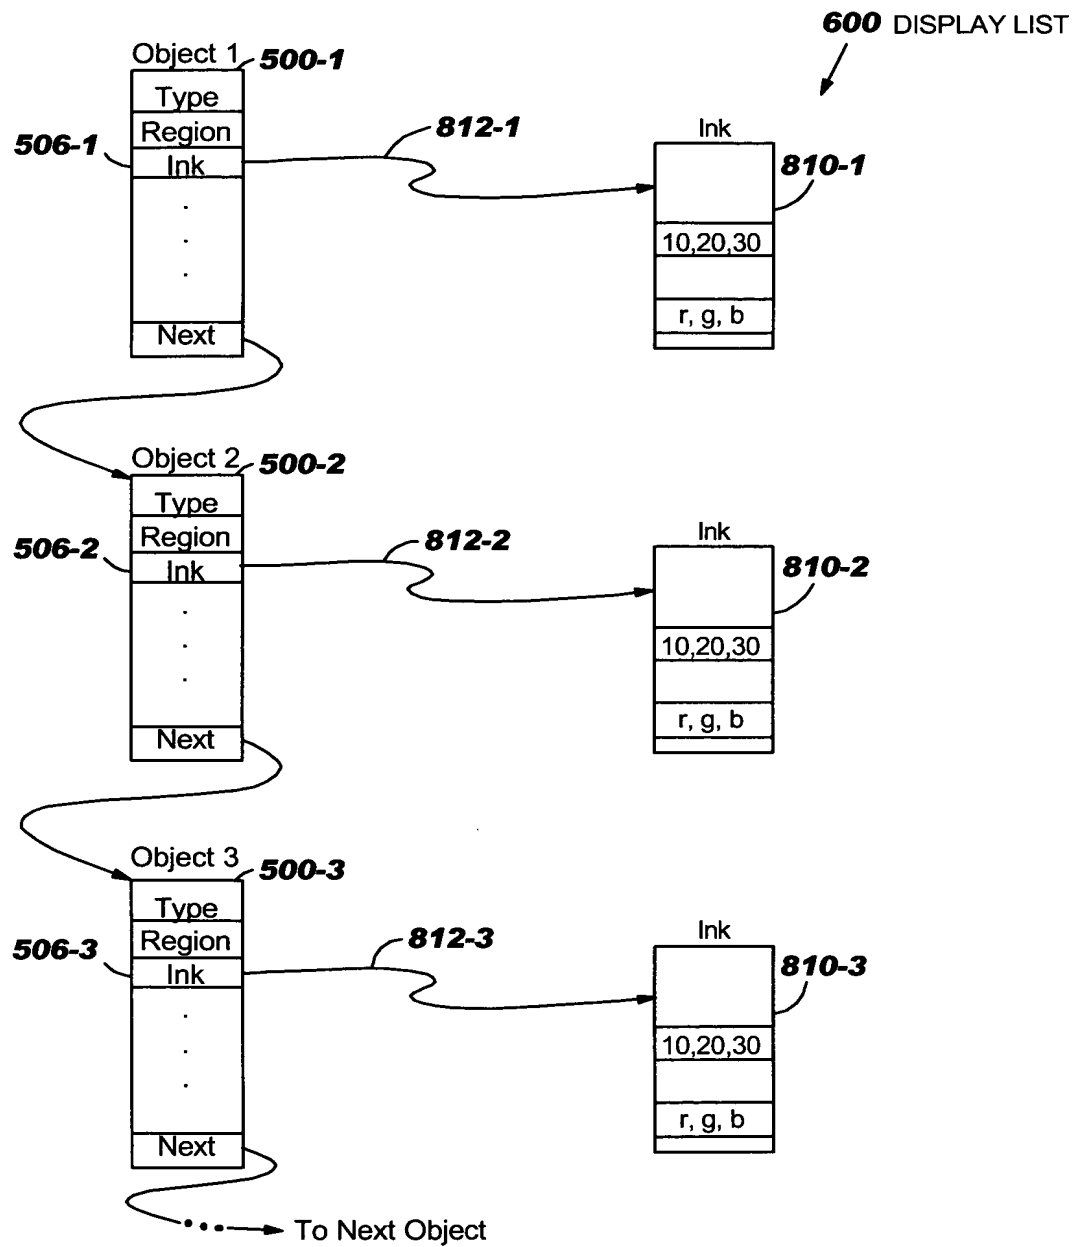 600 DISPLAY LIST
Object 1
500-1
Type
Region
506-1
Ink
812-1
Ink
810-1
10,20,30
r, g, b
Next
Object 2
500-2
Type
Region
506-2
Ink
812-2
Ink
810-2
10,20,30
r, g, b
Next
Object 3
500-3
Type
Region
506-3
Ink
812-3
Ink
810-3
10,20,30
r, g, b
Next
To Next Object